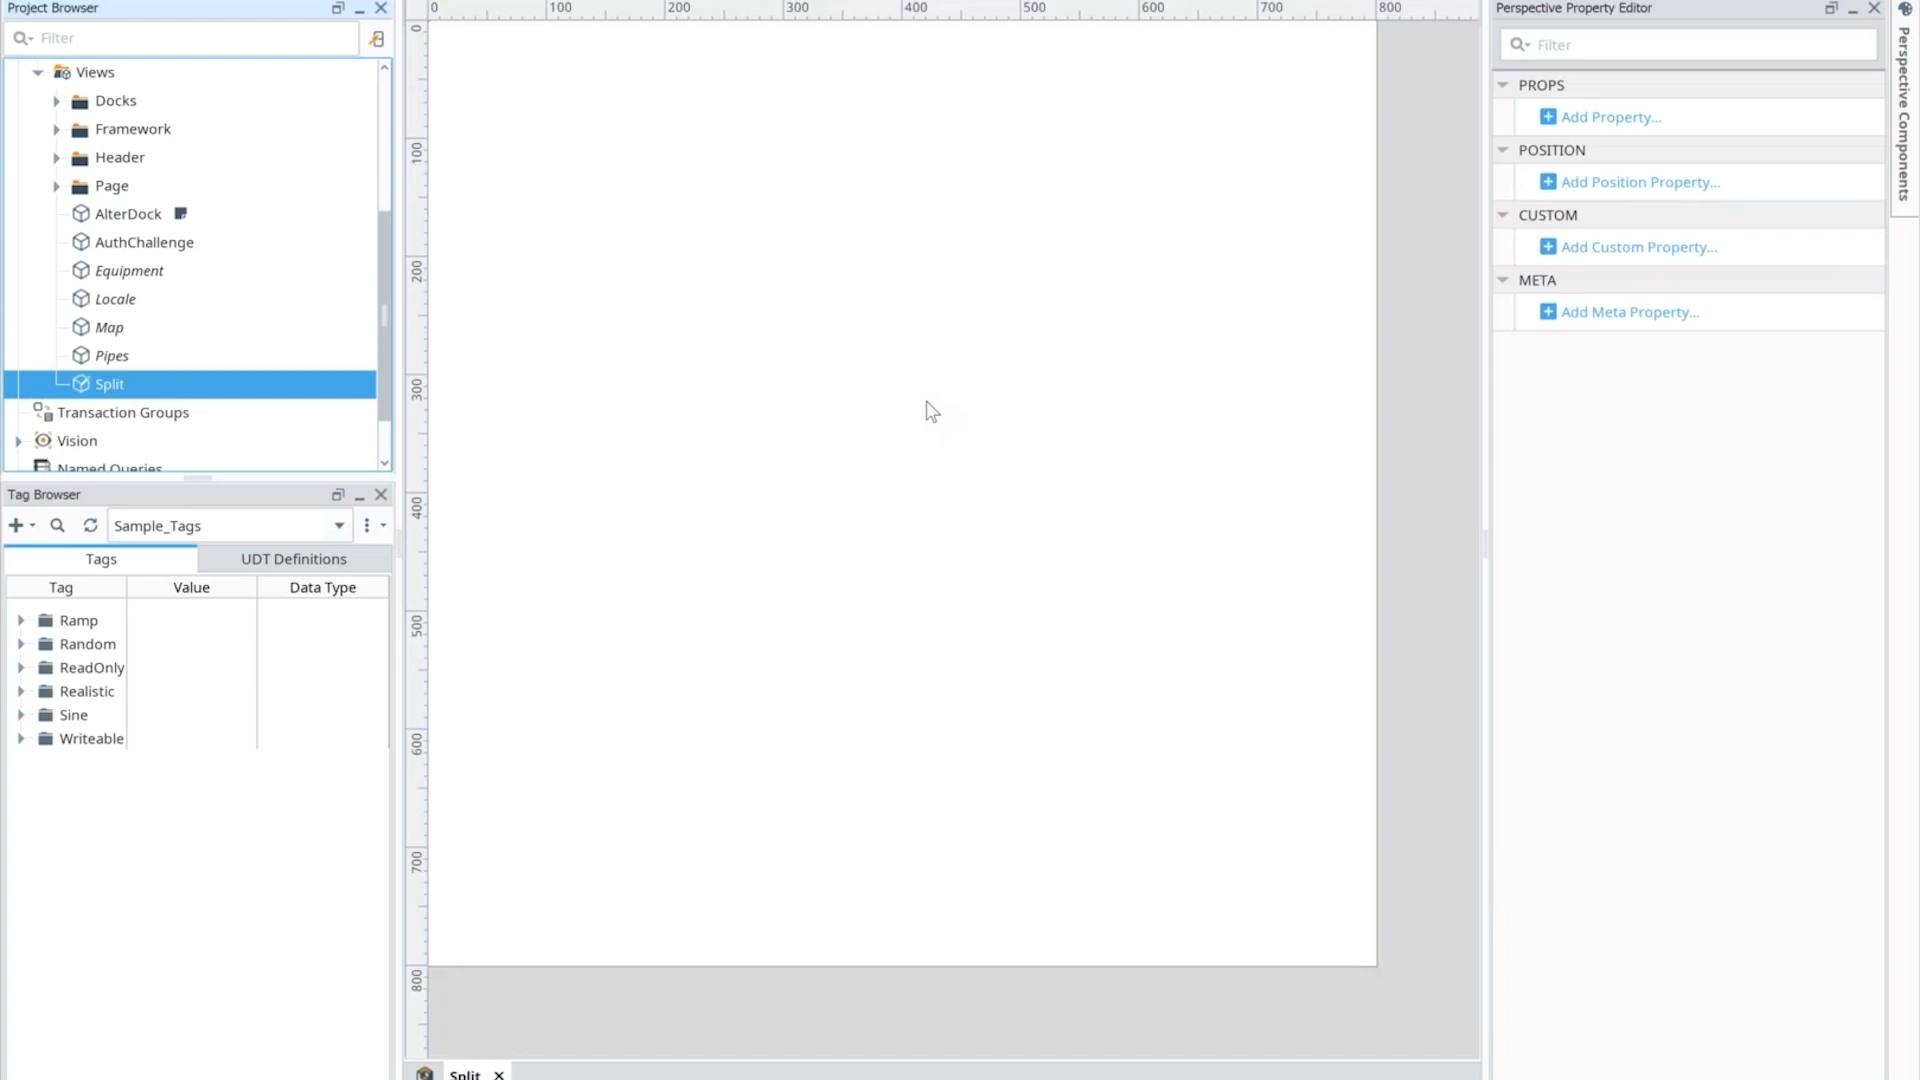 Project Browser
Filter
Views
Docks
Framework
Header
Page
AlterDock
AuthChallenge
Equipment
Locale
Map
Pipes
Split
Transaction Groups
Vision
Named Queries
Tag Browser
Sample_Tags
Tags UDT Definitions
Tag Value Data Type
Ramp
Random
ReadOnly
Realistic
Sine
Writeable
0 100 200 300 400 500 600 700 800
0
100
200
300
400
500
600
700
800
Split
Perspective Property Editor
Filter
PROPS
Add Property...
POSITION
Add Position Property...
CUSTOM
Add Custom Property...
META
Add Meta Property...
Perspective Components